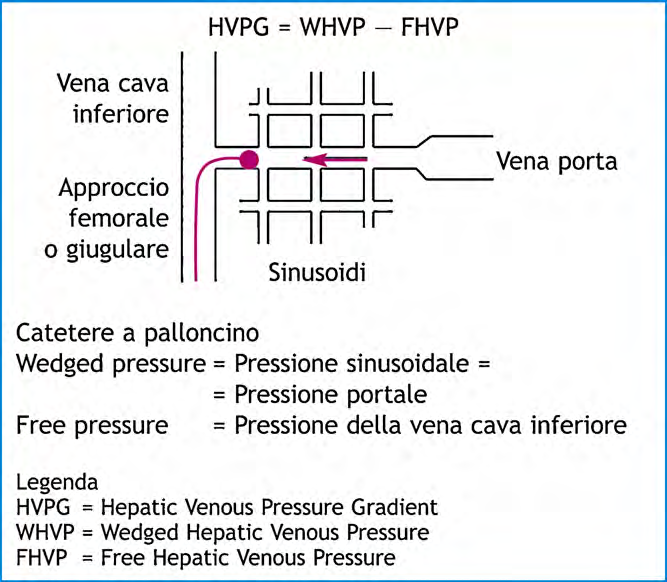 HVPG = WHVP − FHVP
Vena cava
inferiore
Approccio
femorale
o giugulare
Vena porta
Sinusoidi
Catetere a palloncino
Wedged pressure = Pressione sinusoidale =
= Pressione portale
Free pressure = Pressione della vena cava inferiore
Legenda
HVPG = Hepatic Venous Pressure Gradient
WHVP = Wedged Hepatic Venous Pressure
FHVP = Free Hepatic Venous Pressure